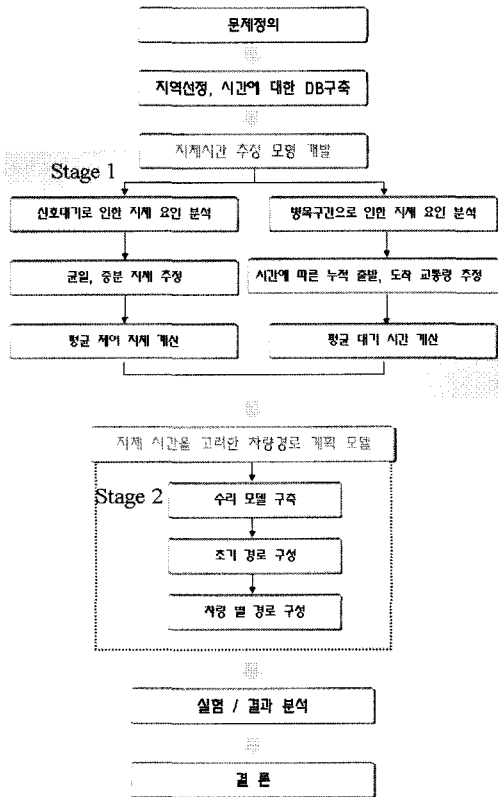 문제정의
지역선정, 시간에 대한 DB구축
지체시간 추정 모형 개발
Stage 1
신호대기로 인한 지체 요인 분석
병목구간으로 인한 지체 요인 분석
균일, 증분 지체 추정
시간에 따른 누적 출발, 도착 교통량 추정
평균 제어 지체 계산
평균 대기 시간 계산
지체 시간을 고려한 차량경로 계획 모델
Stage 2
수리 모델 구축
초기 경로 구성
차량 별 경로 구성
실험 / 결과 분석
결 론